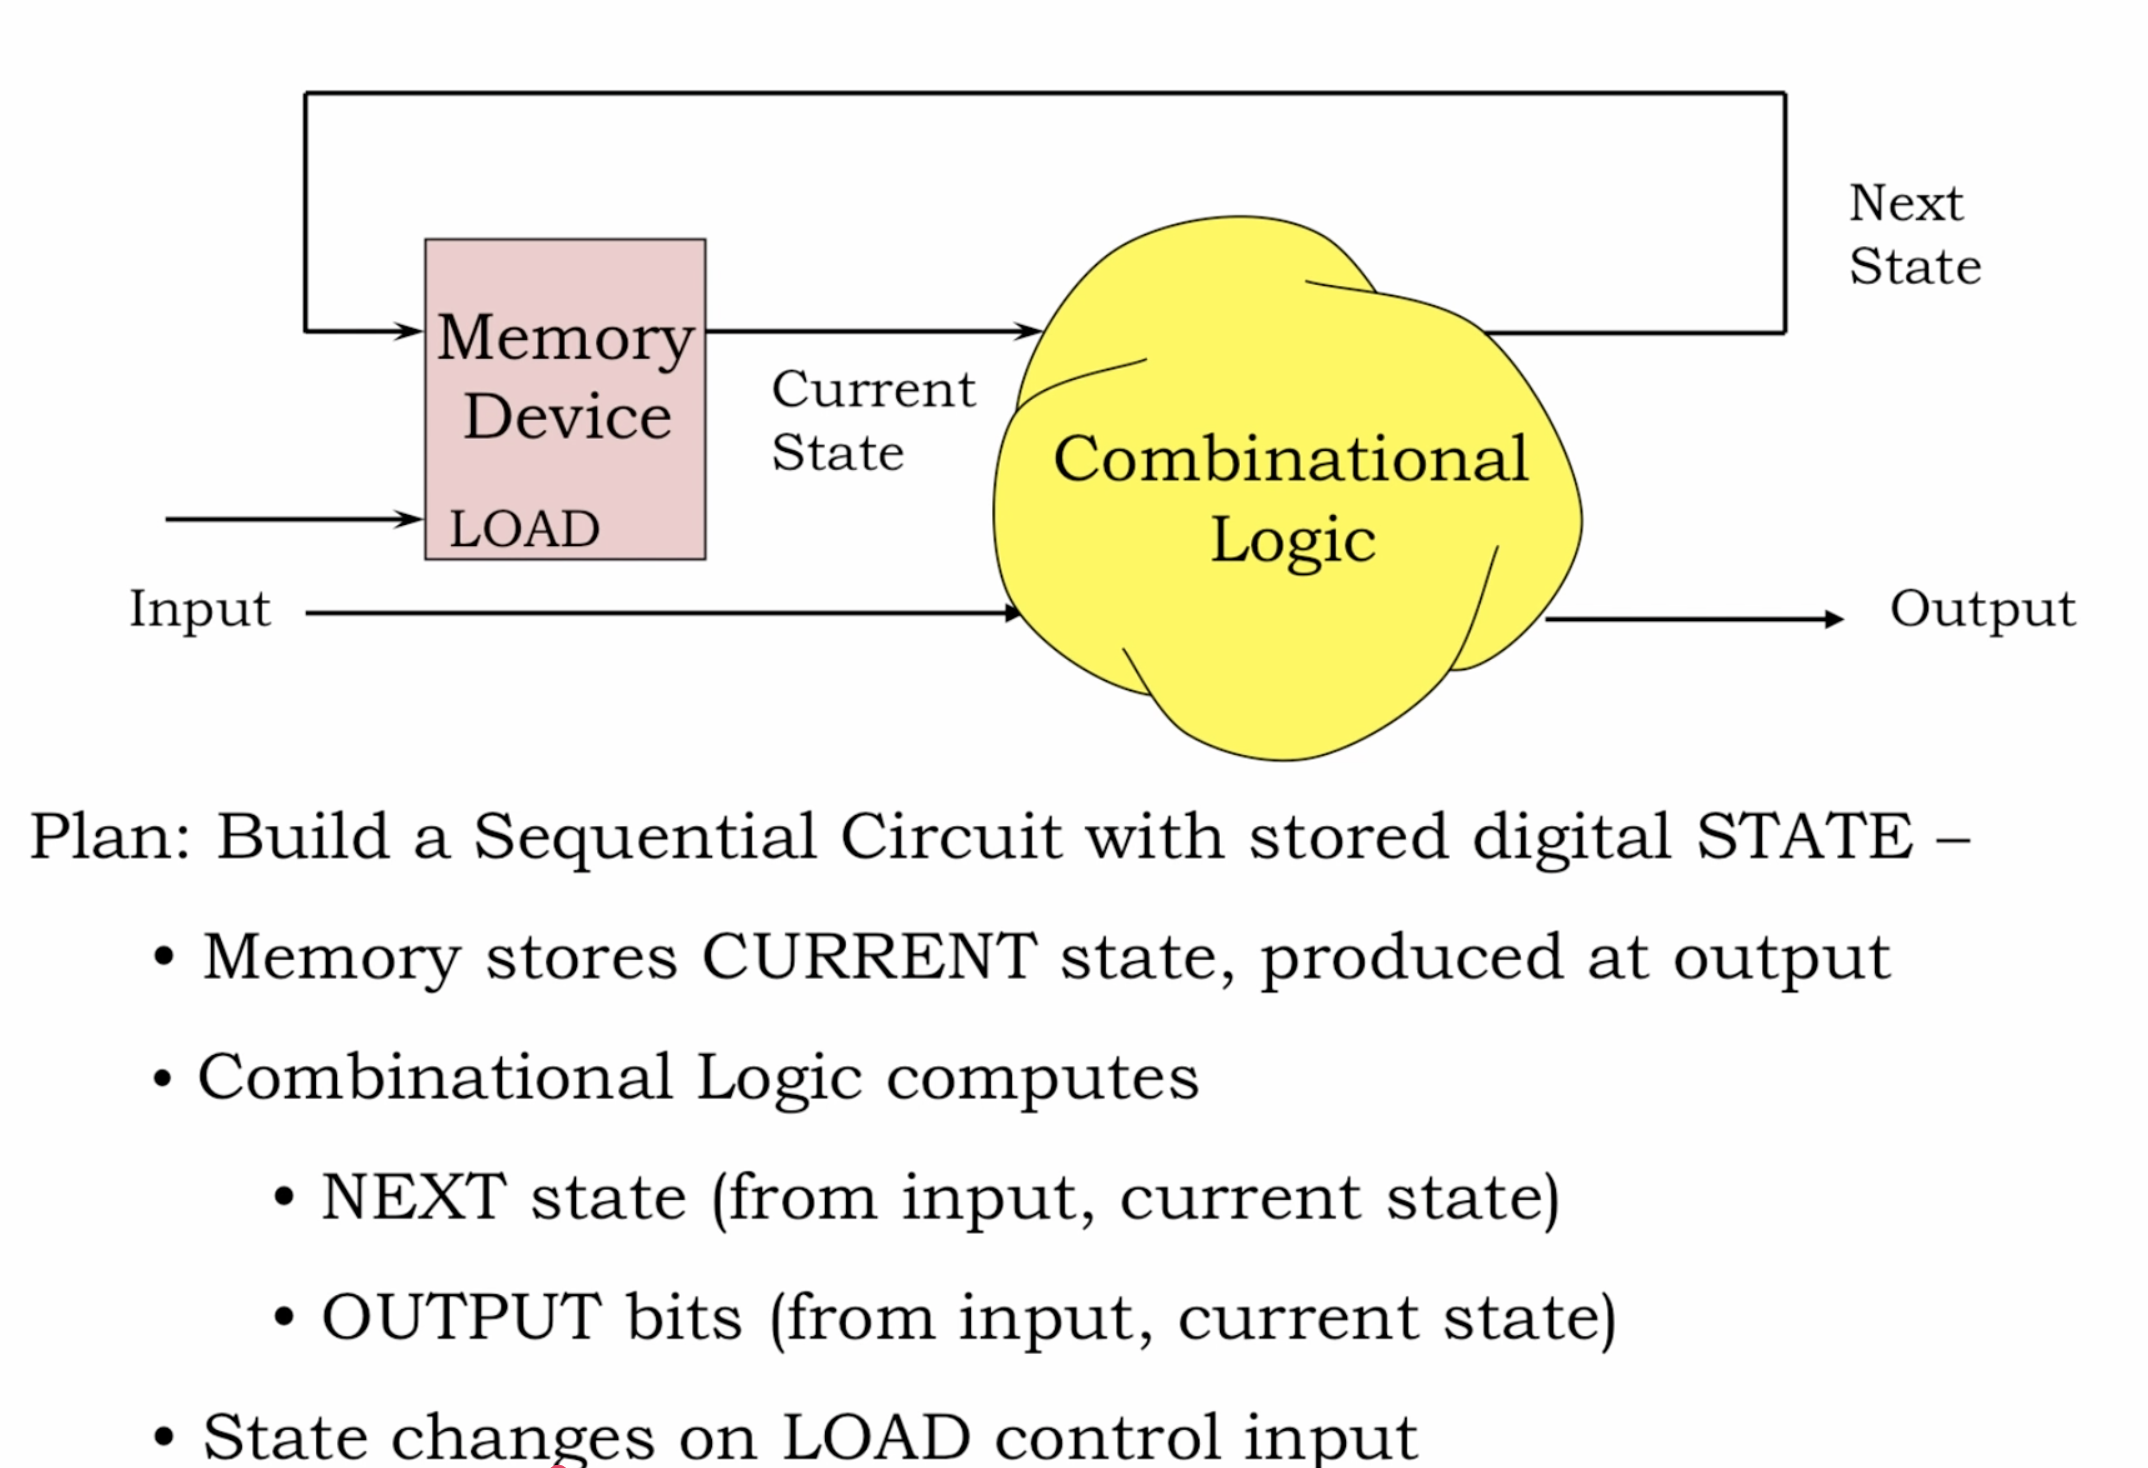 Next
State
Memory
Device
Current
State
Combinational
Logic
LOAD
Input
Output
Plan: Build a Sequential Circuit with stored digital STATE –
• Memory stores CURRENT state, produced at output
• Combinational Logic computes
• NEXT state (from input, current state)
• OUTPUT bits (from input, current state)
• State changes on LOAD control input